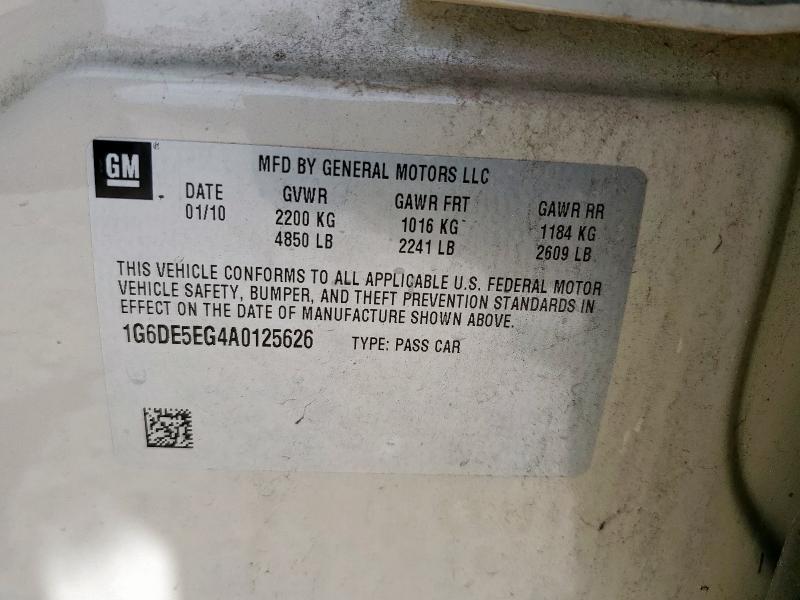 GM
MFD BY GENERAL MOTORS LLC
DATE GVWR GAWR FRT GAWR RR
01/10 2200 KG 1016 KG 1184 KG
4850 LB 2241 LB 2609 LB
THIS VEHICLE CONFORMS TO ALL APPLICABLE U.S. FEDERAL MOTOR
VEHICLE SAFETY, BUMPER, AND THEFT PREVENTION STANDARDS IN
EFFECT ON THE DATE OF MANUFACTURE SHOWN ABOVE.
1G6DE5EG4A0125626 TYPE: PASS CAR